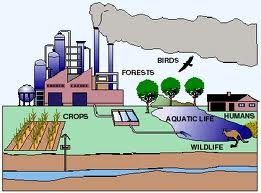 BIRDS
FORESTS
CROPS
AQUATIC LIFE
HUMANS
WILDLIFE